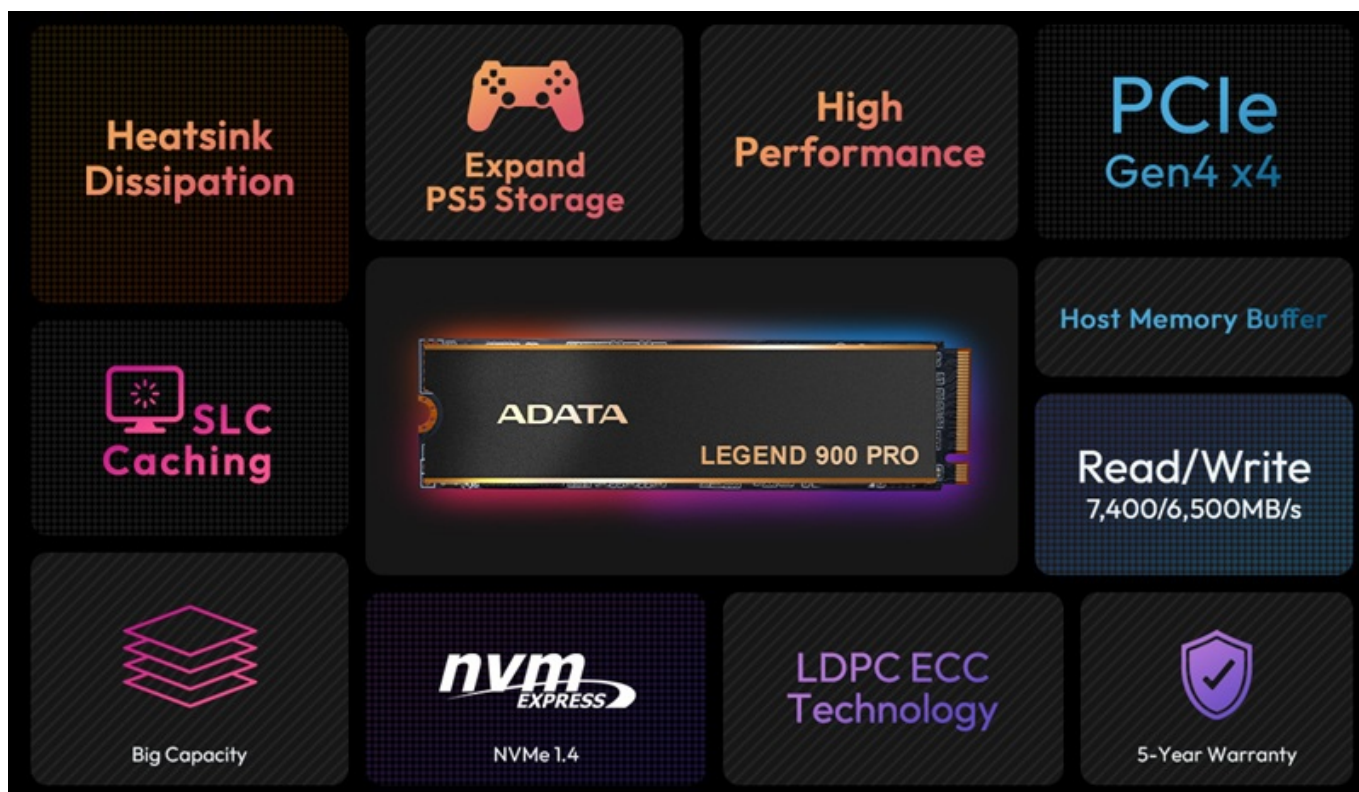 Heatsink
Dissipation
Expand
PS5 Storage
High
Performance
PCIe
Gen4 x4
Host Memory Buffer
SLC
Caching
ADATA
LEGEND 900 PRO
Read/Write
7,400/6,500MB/s
Big Capacity
nvm
EXPRESS
NVMe 1.4
LDPC ECC
Technology
5-Year Warranty